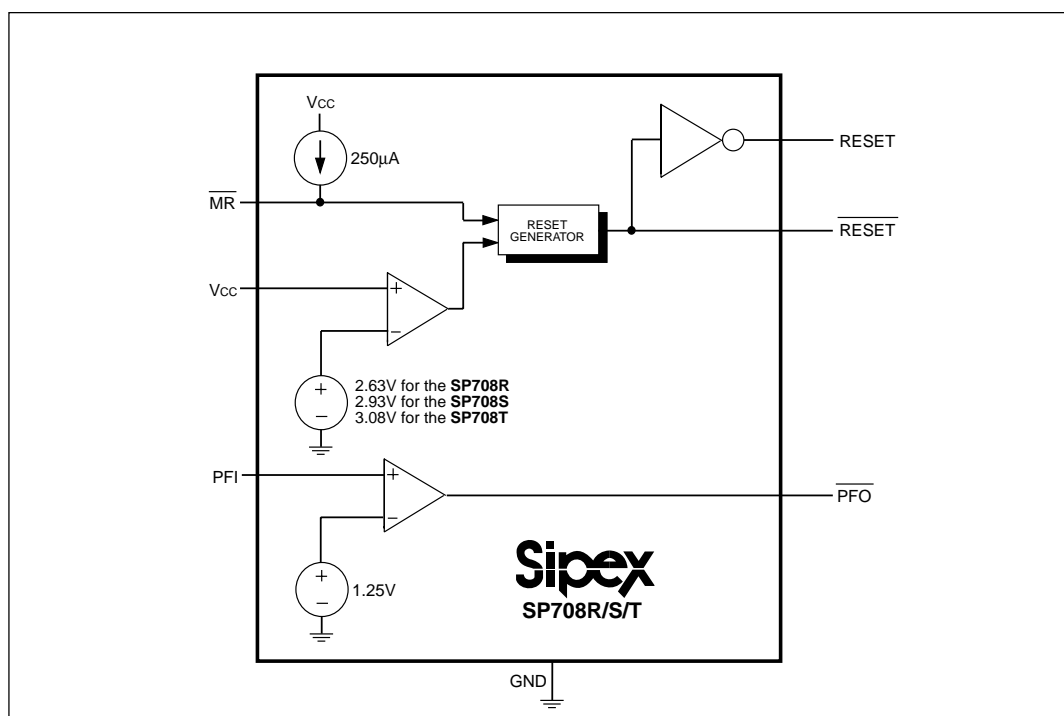 VCC
250µA
RESET
MR
RESET
GENERATOR
RESET
VCC
+
−
+
−
2.63V for the SP708R
2.93V for the SP708S
3.08V for the SP708T
PFI
+
−
PFO
+
−
1.25V
Sipex
SP708R/S/T
GND